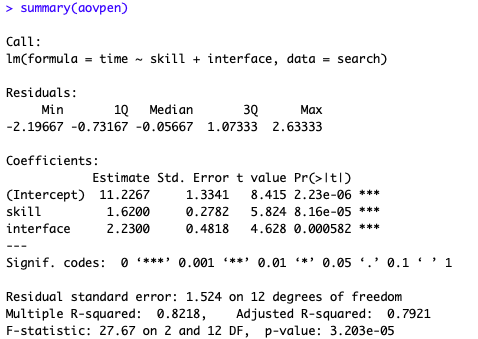 > summary(aovpen)
Call:
lm(formula = time ~ skill + interface, data = search)
Residuals:
Min 1Q Median 3Q Max
-2.19667 -0.73167 -0.05667 1.07333 2.63333
Coefficients:
Estimate Std. Error t value Pr(>|t|)
(Intercept) 11.2267 1.3341 8.415 2.23e-06 ***
skill 1.6200 0.2782 5.824 8.16e-05 ***
interface 2.2300 0.4818 4.628 0.000582 ***
---
Signif. codes: 0 ‘***’ 0.001 ‘**’ 0.01 ‘*’ 0.05 ‘.’ 0.1 ‘ ’ 1
Residual standard error: 1.524 on 12 degrees of freedom
Multiple R-squared: 0.8218, Adjusted R-squared: 0.7921
F-statistic: 27.67 on 2 and 12 DF, p-value: 3.203e-05